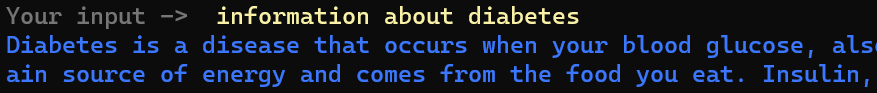 Your input ->  information about diabetes
Diabetes is a disease that occurs when your blood glucose, also
ain source of energy and comes from the food you eat. Insulin,